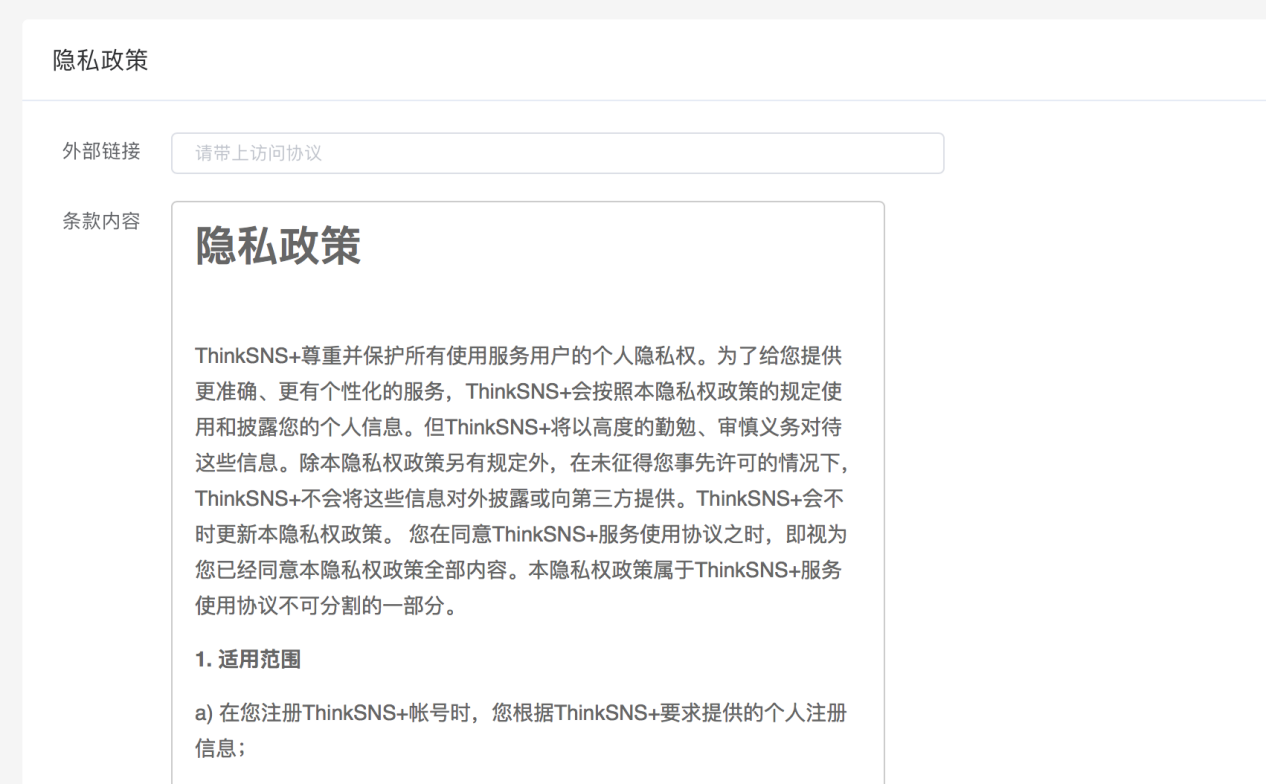 隐私政策
外部链接
请带上访问协议
条款内容
隐私政策
ThinkSNS+尊重并保护所有使用服务用户的个人隐私权。为了给您提供
更准确、更有个性化的服务，ThinkSNS+会按照本隐私权政策的规定使
用和披露您的个人信息。但ThinkSNS+将以高度的勤勉、审慎义务对待
这些信息。除本隐私权政策另有规定外，在未征得您事先许可的情况下，
ThinkSNS+不会将这些信息对外披露或向第三方提供。ThinkSNS+会不
时更新本隐私权政策。 您在同意ThinkSNS+服务使用协议之时，即视为
您已经同意本隐私权政策全部内容。本隐私权政策属于ThinkSNS+服务
使用协议不可分割的一部分。
1. 适用范围
a) 在您注册ThinkSNS+帐号时，您根据ThinkSNS+要求提供的个人注册
信息；